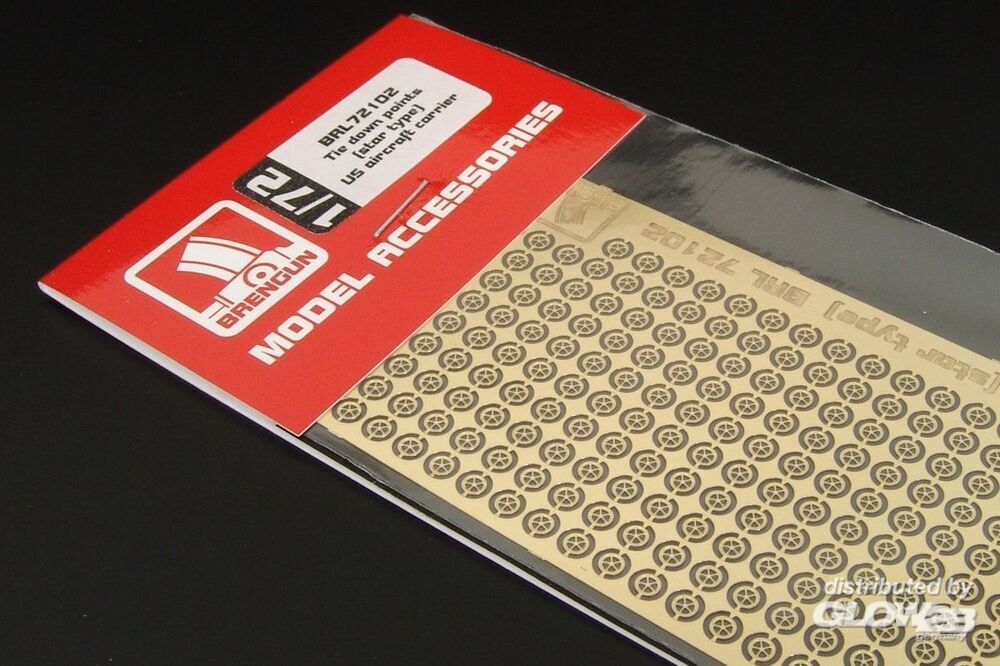 BRL72102
Tie down points
(star type)
US aircraft carrier
1/72
BRENGUN
MODEL ACCESSORIES
BRL 72102
(star type)
distributed by
GLOW2B
germany